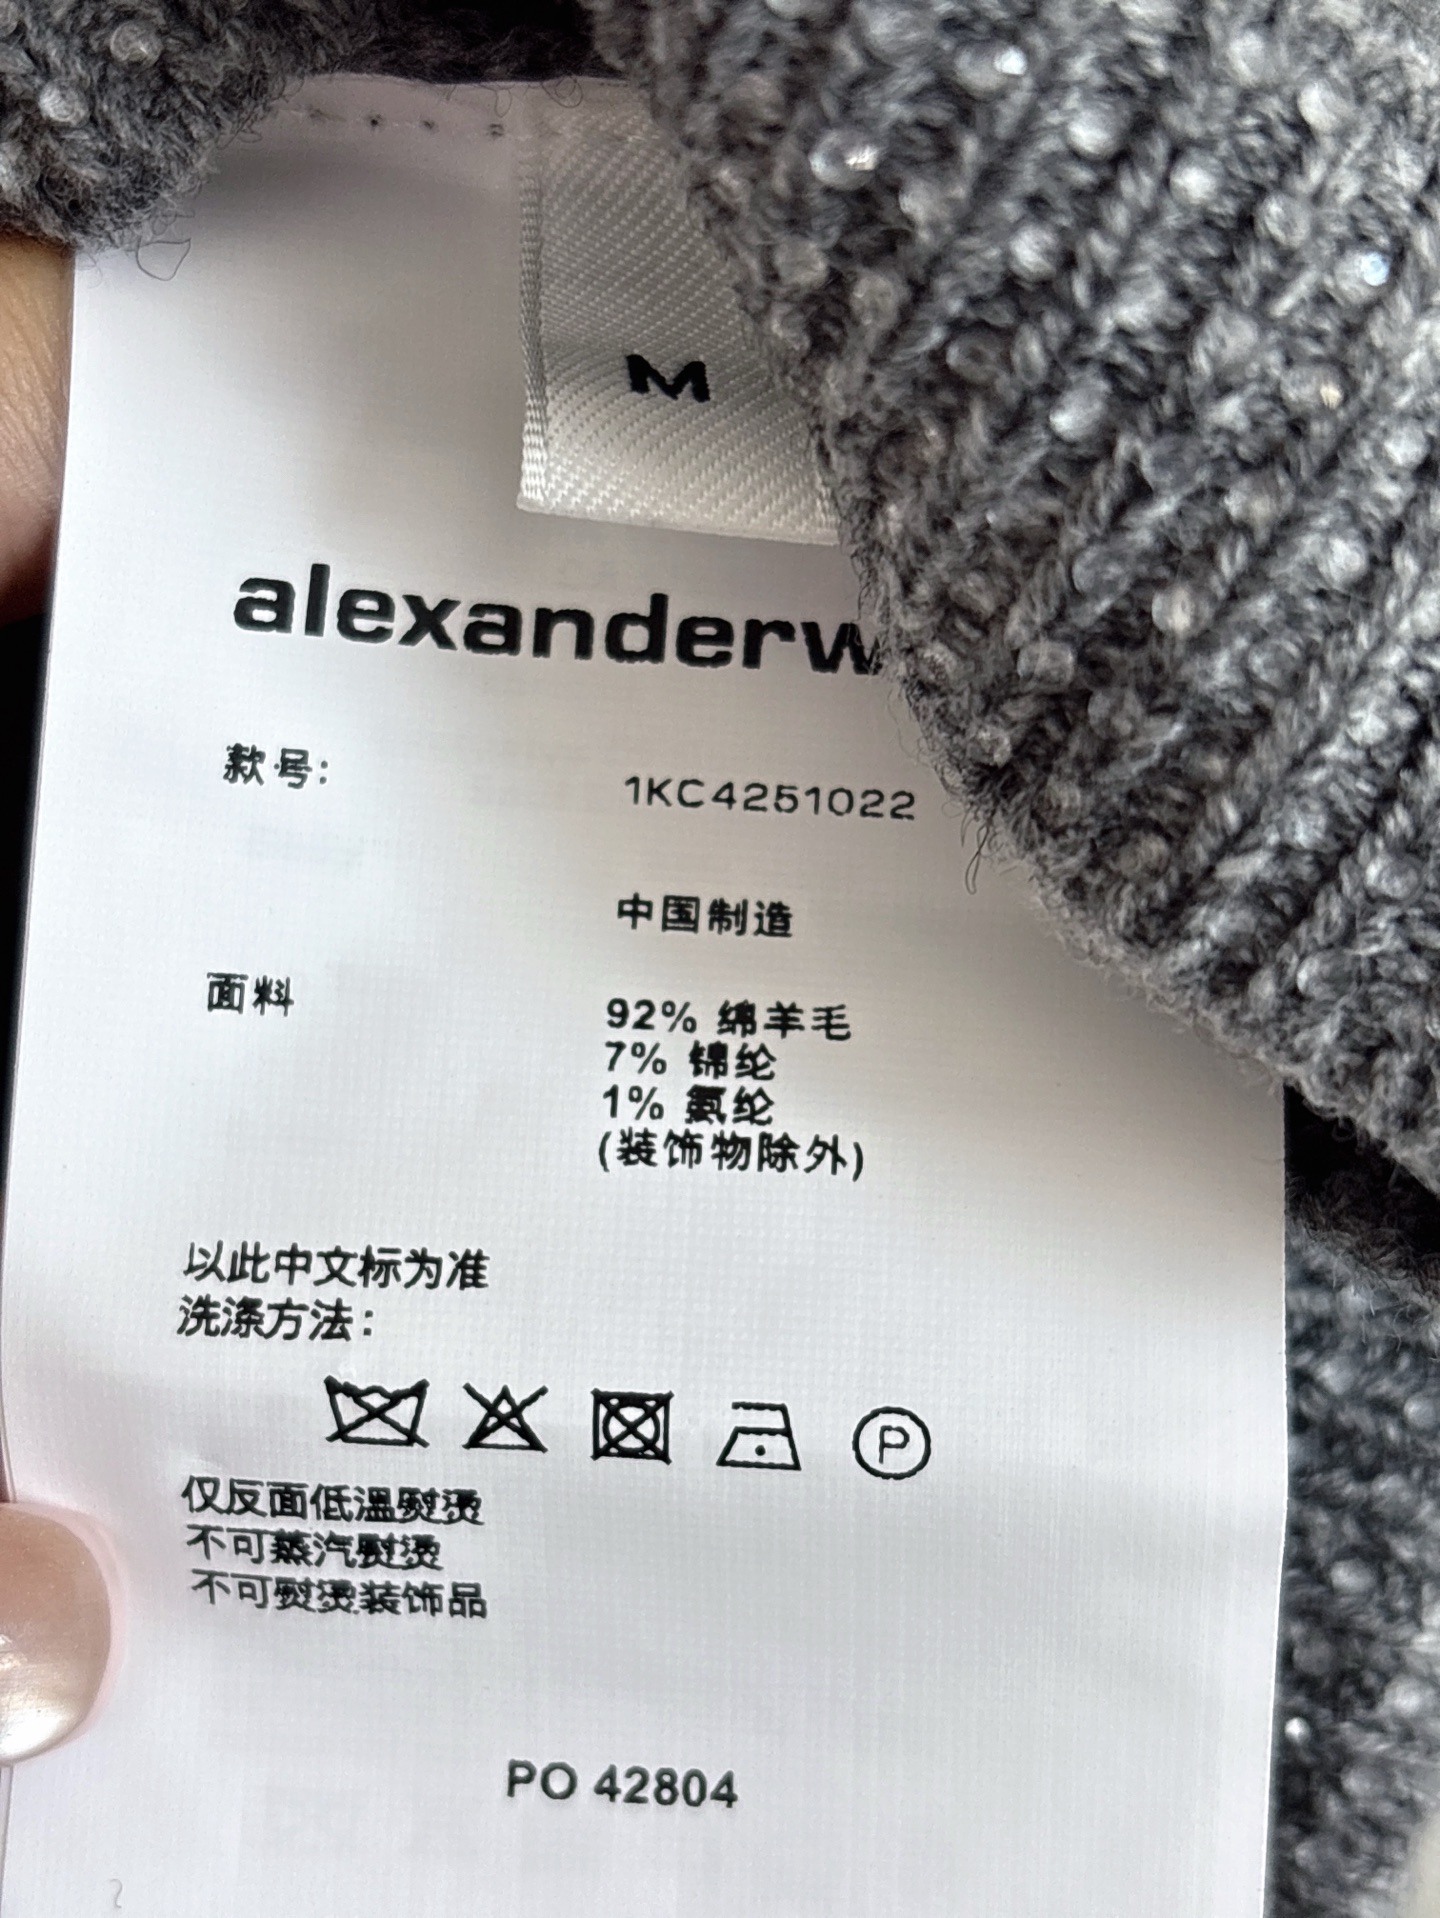 M
alexanderw
款号: 1KC4251022
中国制造
面料 92% 绵羊毛
7% 锦纶
1% 氨纶
(装饰物除外)
以此中文标为准
洗涤方法:
P
仅反面低温熨烫
不可蒸汽熨烫
不可熨烫装饰品
PO 42804